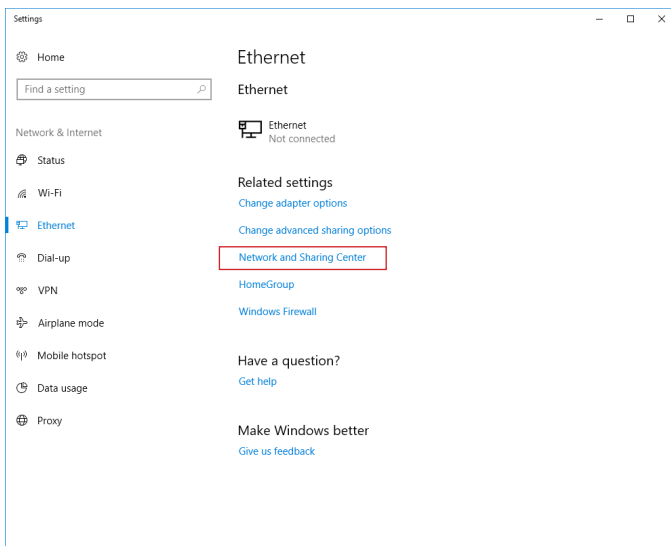 Settings
Home
Find a setting
Network & Internet
Status
Wi-Fi
Ethernet
Dial-up
VPN
Airplane mode
Mobile hotspot
Data usage
Proxy
Ethernet
Ethernet
Ethernet
Not connected
Related settings
Change adapter options
Change advanced sharing options
Network and Sharing Center
HomeGroup
Windows Firewall
Have a question?
Get help
Make Windows better
Give us feedback